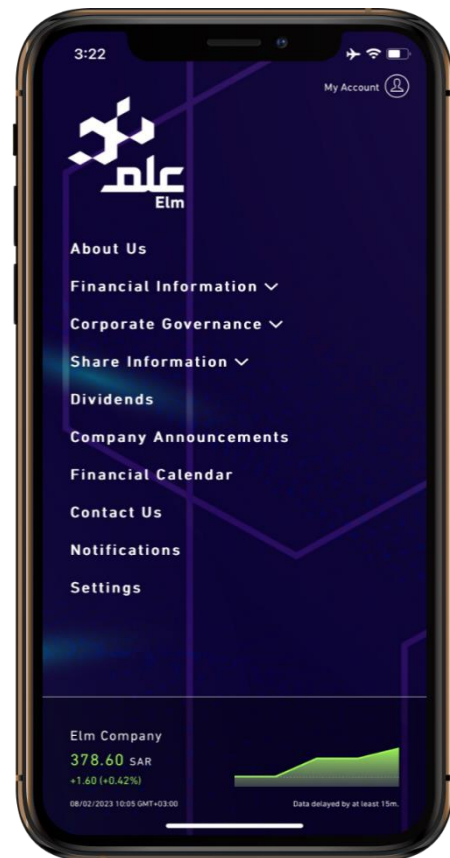 3:22
My Account
علم
Elm
About Us
Financial Information
Corporate Governance
Share Information
Dividends
Company Announcements
Financial Calendar
Contact Us
Notifications
Settings
Elm Company
378.60 SAR
+1.60 (+0.42%)
08/02/2023 10:05 GMT+03:00
Data delayed by at least 15m.